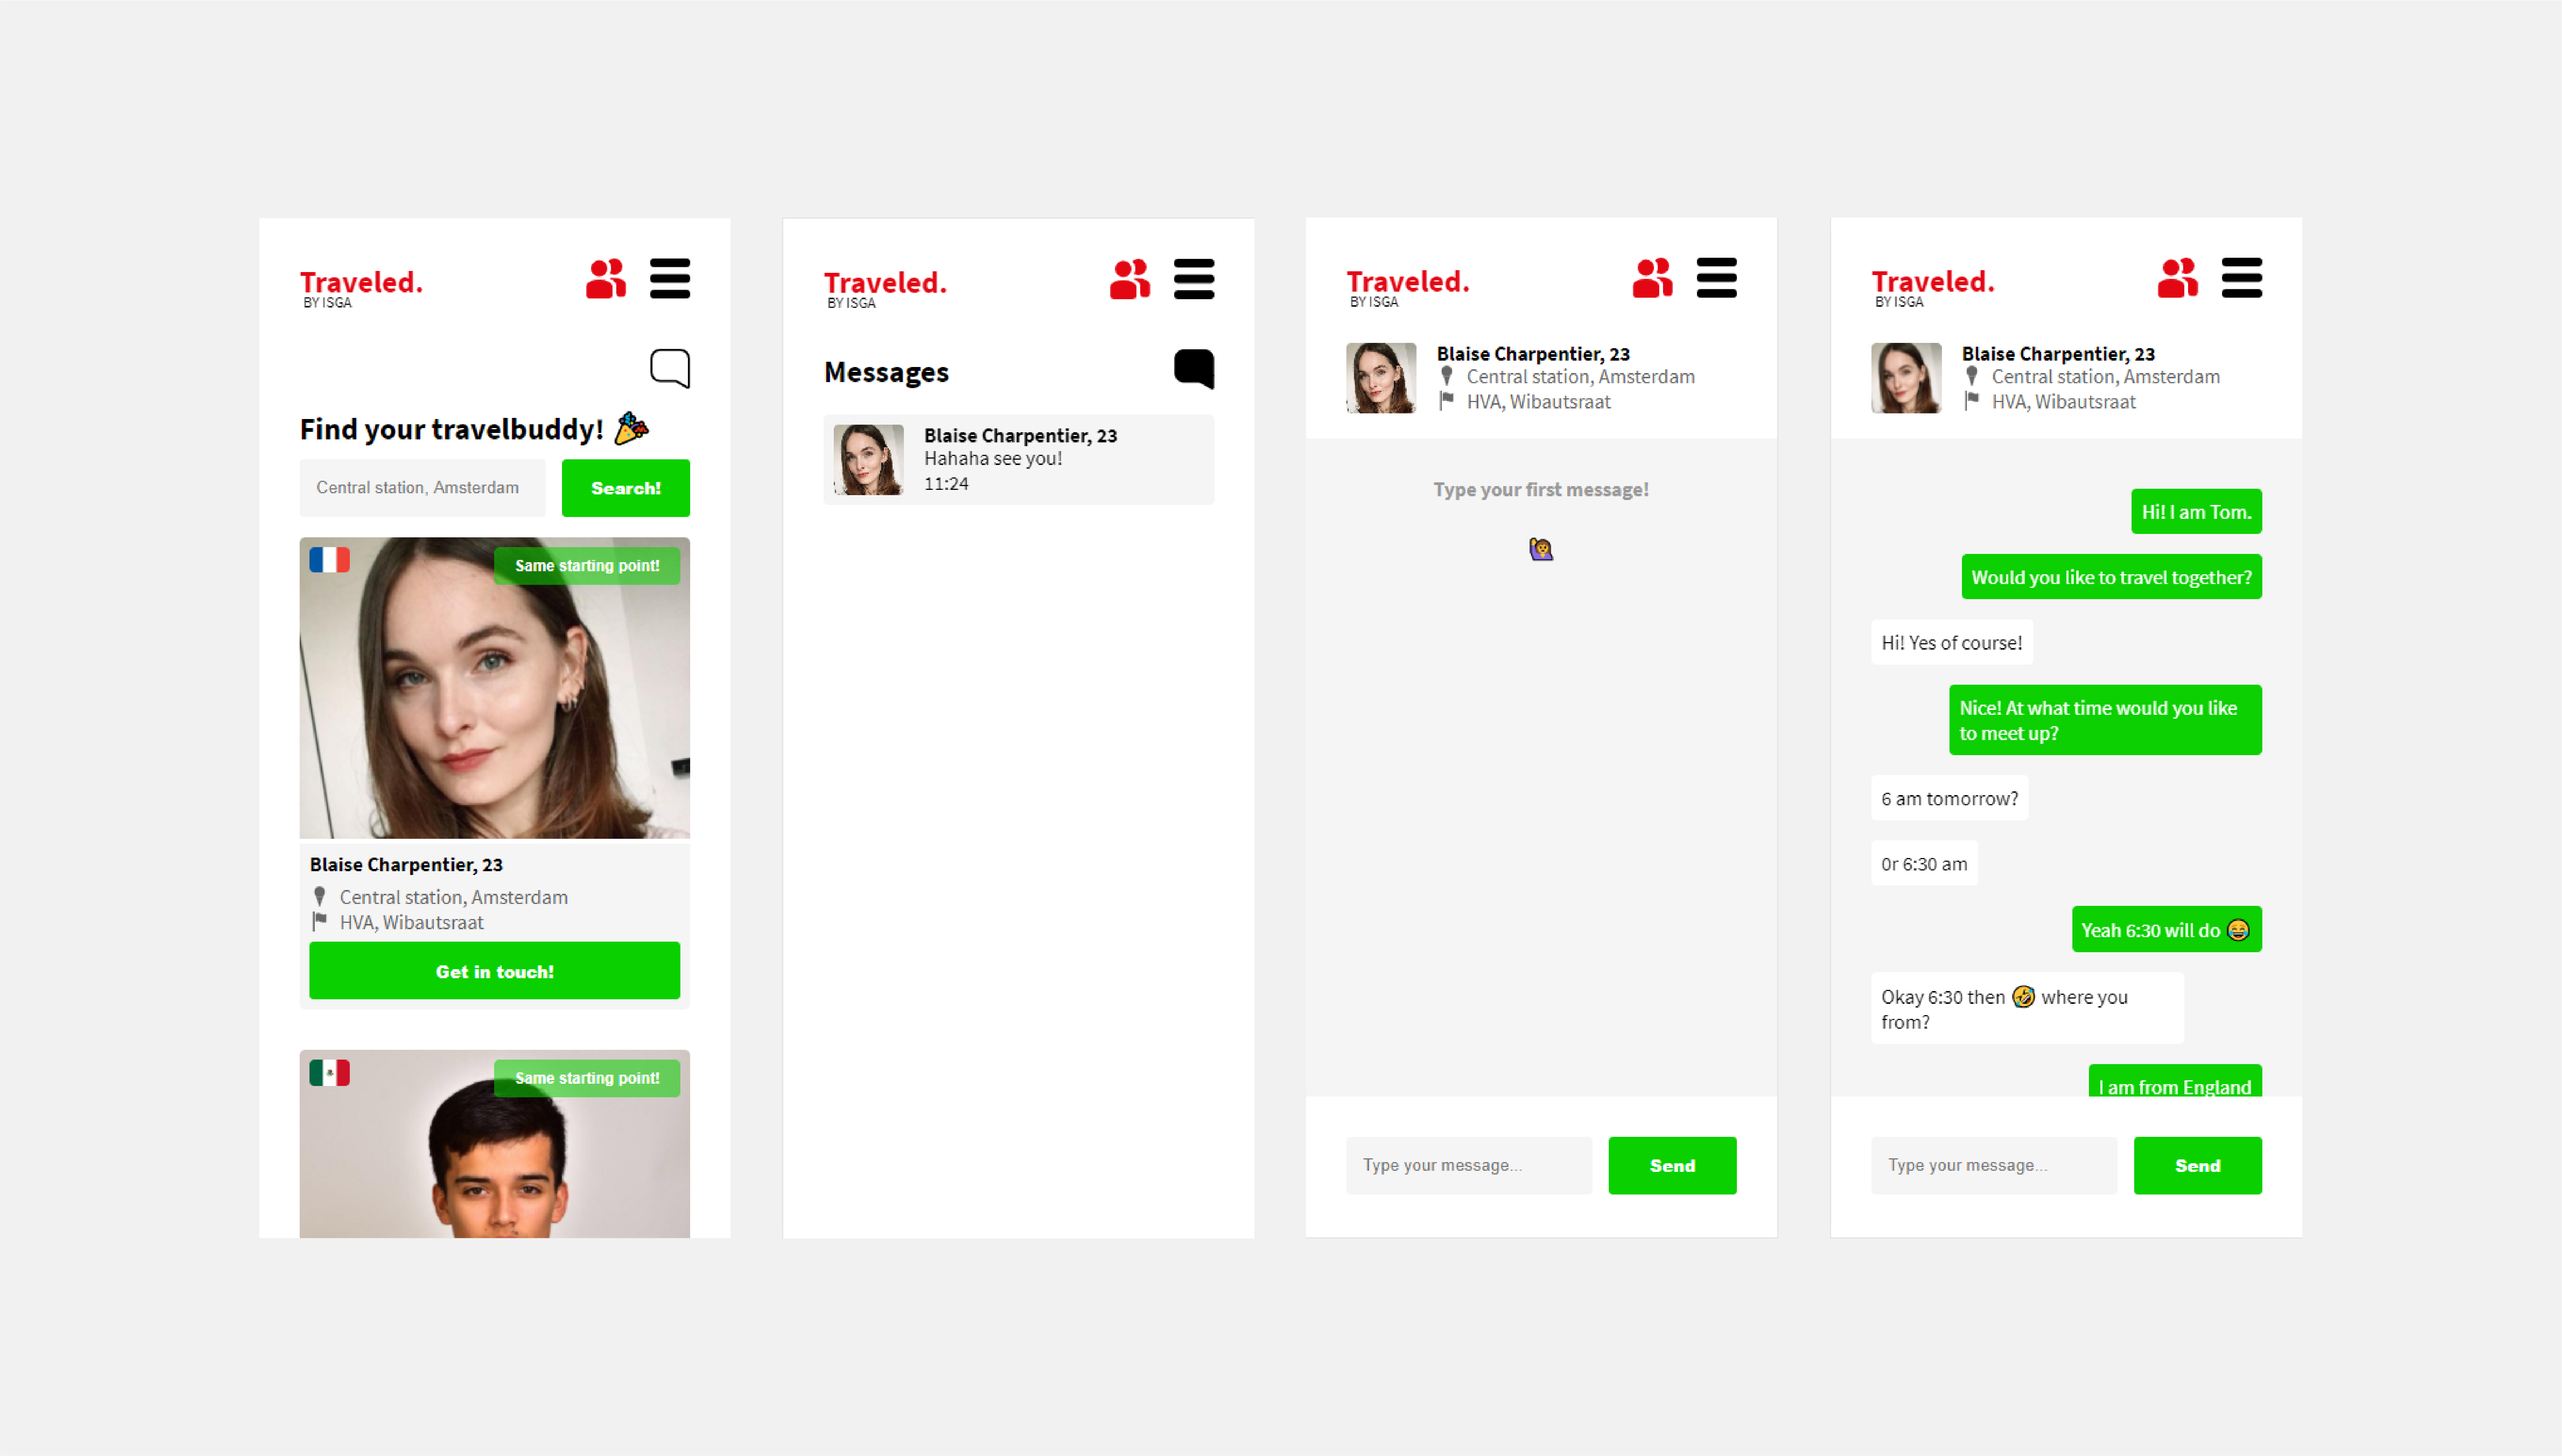 Traveled.
BY ISGA
Find your travelbuddy! 🎉
Central station, Amsterdam
Search!
Same starting point!
Blaise Charpentier, 23
Central station, Amsterdam
HVA, Wibautsraat
Get in touch!
Same starting point!
Traveled.
BY ISGA
Messages
Blaise Charpentier, 23
Hahaha see you!
11:24
Traveled.
BY ISGA
Blaise Charpentier, 23
Central station, Amsterdam
HVA, Wibautsraat
Type your first message!
🙋
Type your message...
Send
Traveled.
BY ISGA
Blaise Charpentier, 23
Central station, Amsterdam
HVA, Wibautsraat
Hi! I am Tom.
Would you like to travel together?
Hi! Yes of course!
Nice! At what time would you like
to meet up?
6 am tomorrow?
0r 6:30 am
Yeah 6:30 will do 😂
Okay 6:30 then 🤣 where you
from?
I am from England
Type your message...
Send